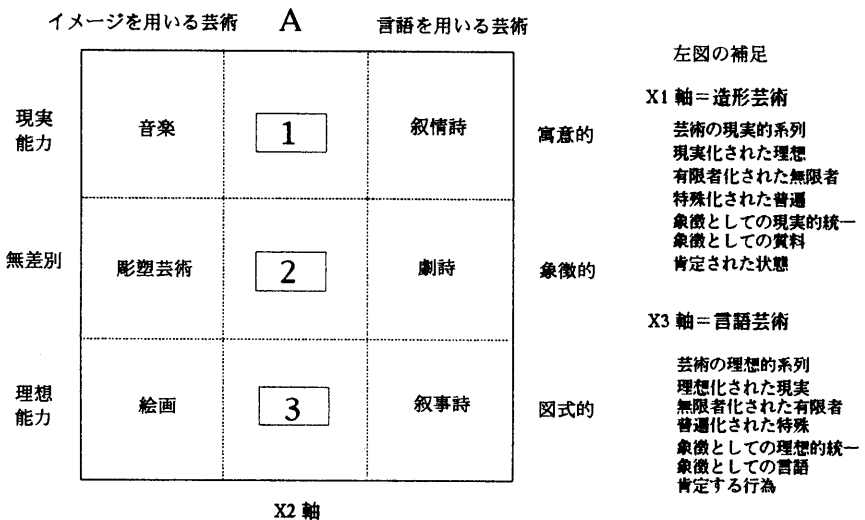 イメージを用いる芸術 A 言語を用いる芸術
現実
能力
音楽
1
叙情詩
寓意的
無差別
彫塑芸術
2
劇詩
象徴的
理想
能力
絵画
3
叙事詩
図式的
X2 軸
左図の補足
X1 軸=造形芸術
芸術の現実的系列
現実化された理想
有限者化された無限者
特殊化された普遍
象徴としての現実的統一
象徴としての質料
肯定された状態
X3 軸=言語芸術
芸術の理想的系列
理想化された現実
無限者化された有限者
普遍化された特殊
象徴としての理想的統一
象徴としての言語
肯定する行為